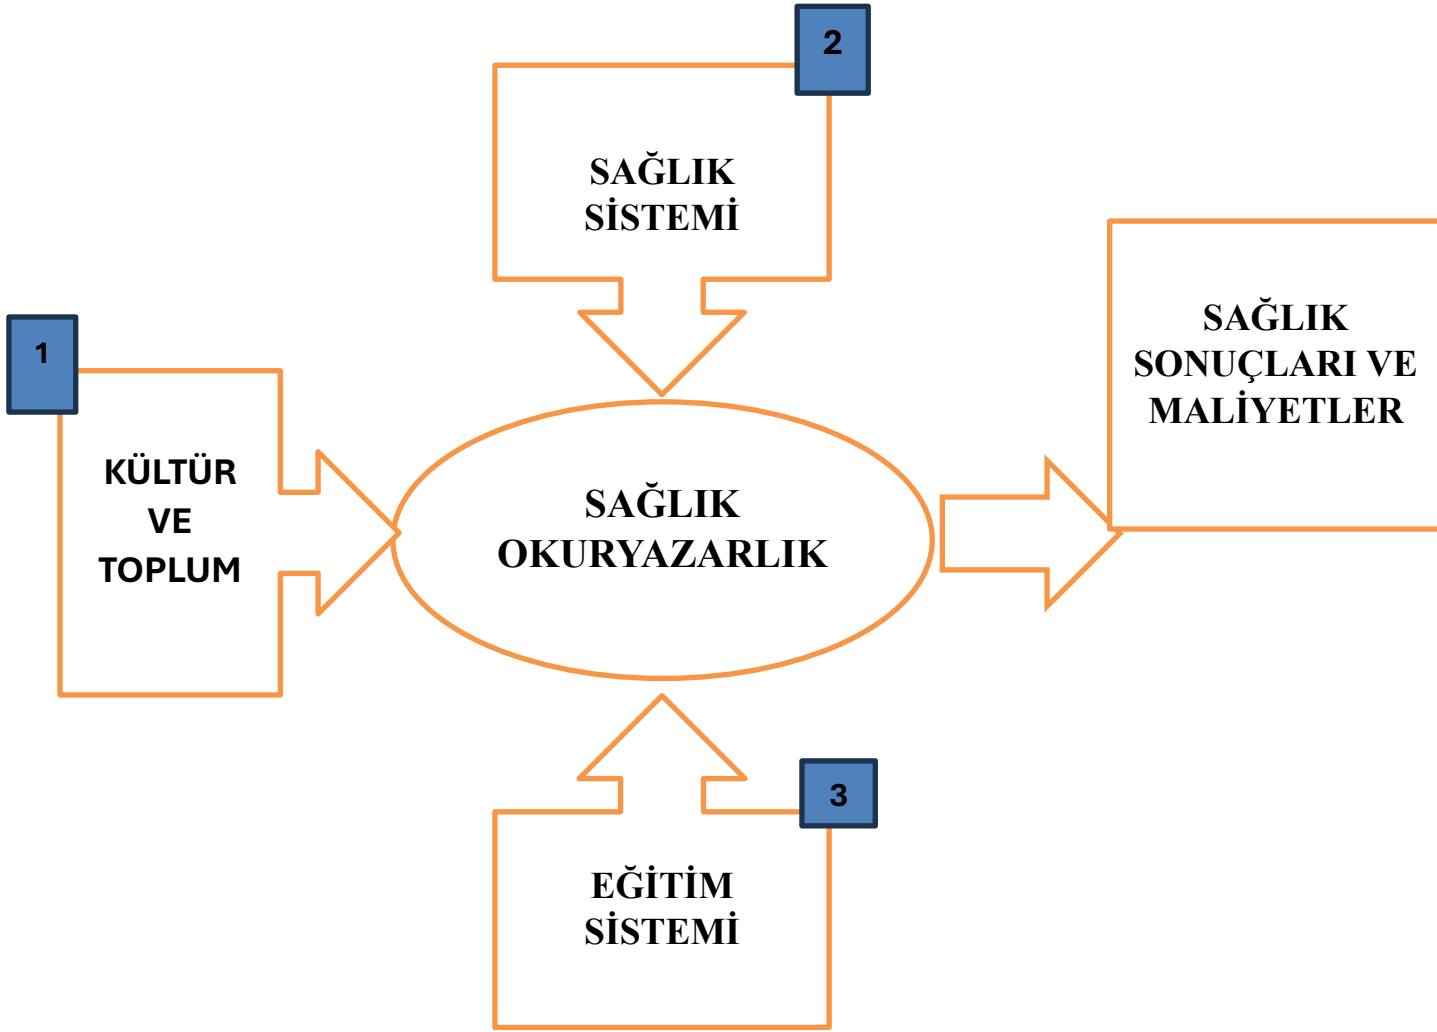 2
SAĞLIK
SİSTEMİ
1
KÜLTÜR
VE
TOPLUM
SAĞLIK
OKURYAZARLIK
SAĞLIK
SONUÇLARI VE
MALİYETLER
3
EĞİTİM
SİSTEMİ